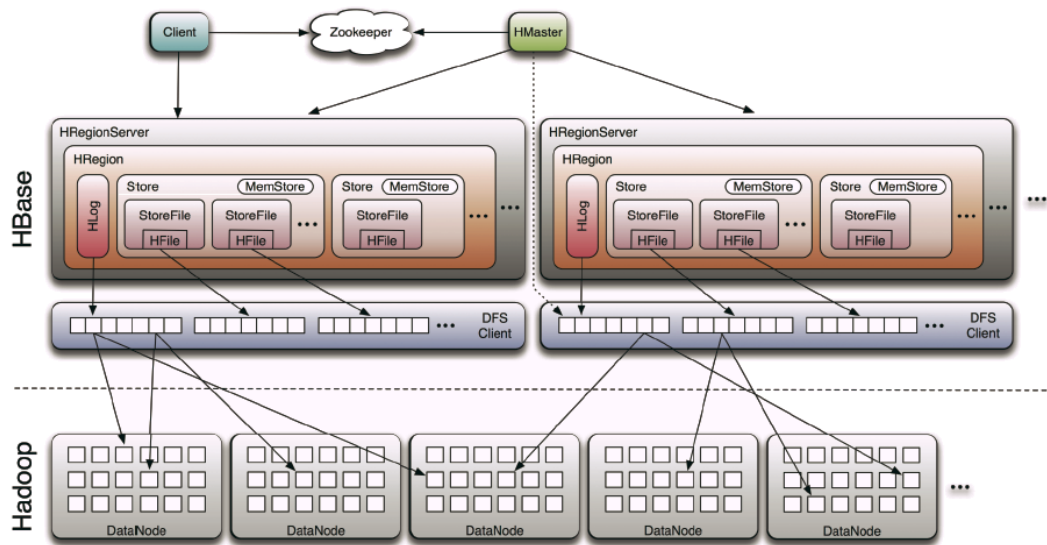 Client
Zookeeper
HMaster
HBase
HRegionServer
HRegion
HLog
Store
MemStore
StoreFile
HFile
StoreFile
HFile
...
Store
MemStore
StoreFile
HFile
...
...
HRegionServer
HRegion
HLog
Store
MemStore
StoreFile
HFile
StoreFile
HFile
...
Store
MemStore
StoreFile
HFile
...
...
...
...
DFS
Client
...
DFS
Client
Hadoop
DataNode
DataNode
DataNode
DataNode
DataNode
...